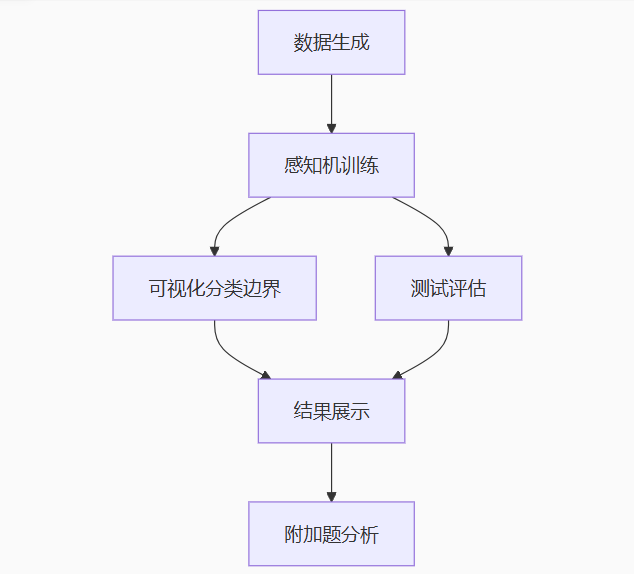 数据生成
感知机训练
可视化分类边界
测试评估
结果展示
附加题分析